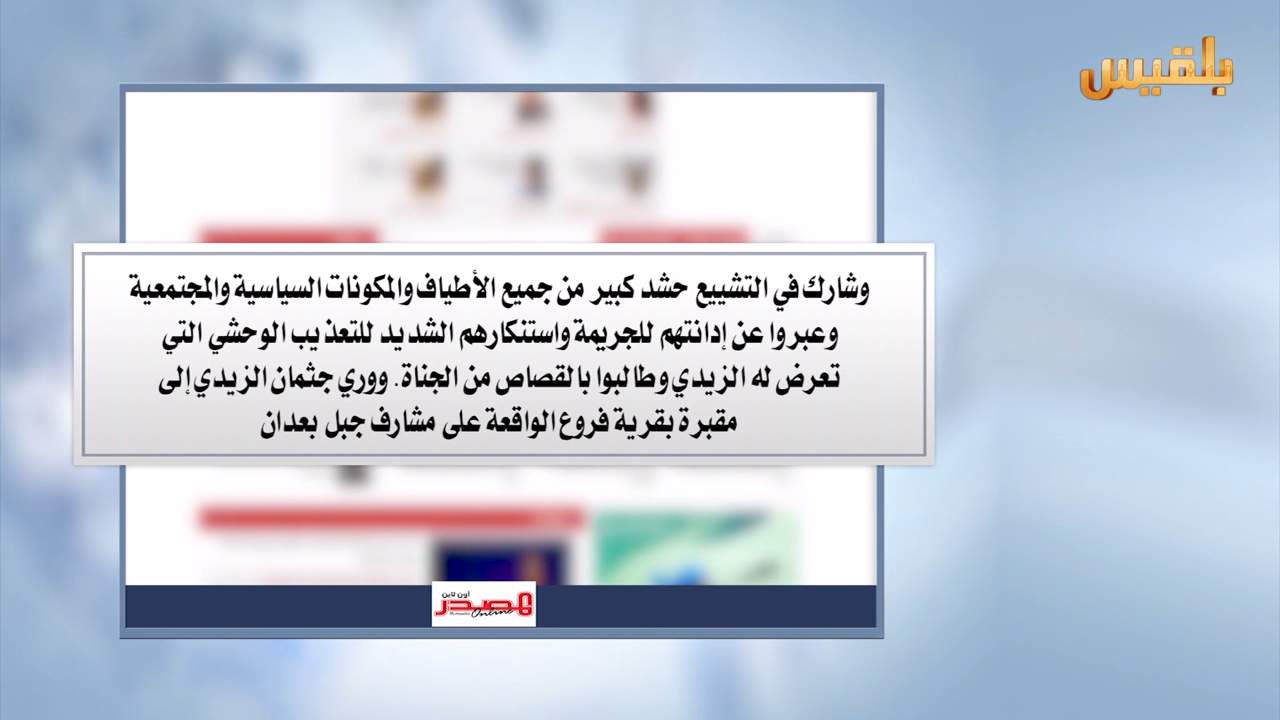 بلقيس
وشارك في التشييع حشد كبير من جميع الأطياف والمكونات السياسية والمجتمعية
وعبروا عن إدانتهم للجريمة واستنكارهم الشديد للتعذيب الوحشي التي
تعرض له الزيدي وطالبوا بالقصاص من الجناة. ووري جثمان الزيدي إلى
مقبرة بقرية فروع الواقعة على مشارف جبل بعدان
أون لاين
المصدر
Online